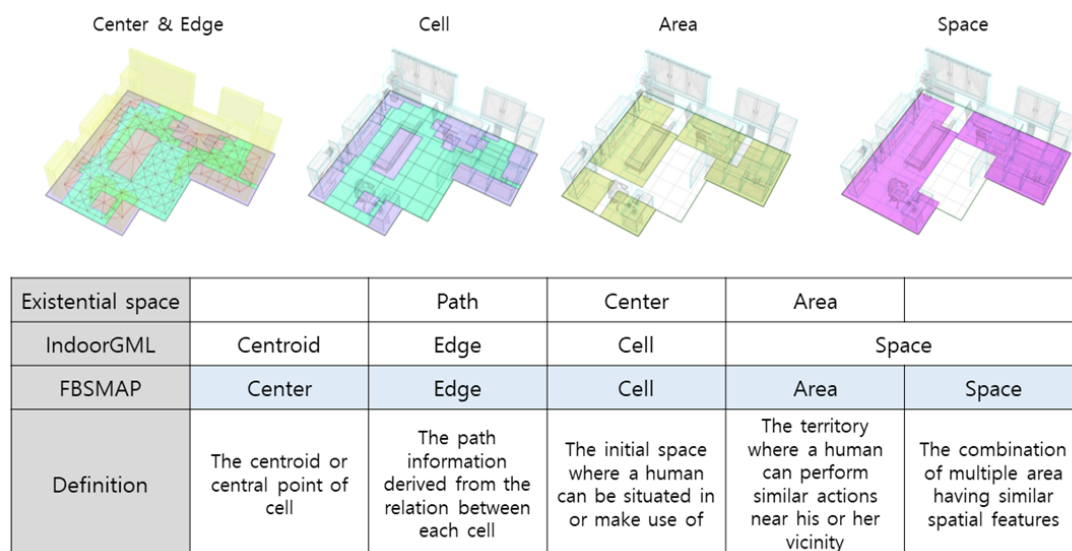 Center & Edge
Cell
Area
Space
Existential space
Path
Center
Area
IndoorGML
Centroid
Edge
Cell
Space
FBSMAP
Center
Edge
Cell
Area
Space
Definition
The centroid or
central point of
cell
The path
information
derived from the
relation between
each cell
The initial space
where a human
can be situated in
or make use of
The territory
where a human
can perform
similar actions
near his or her
vicinity
The combination
of multiple area
having similar
spatial features